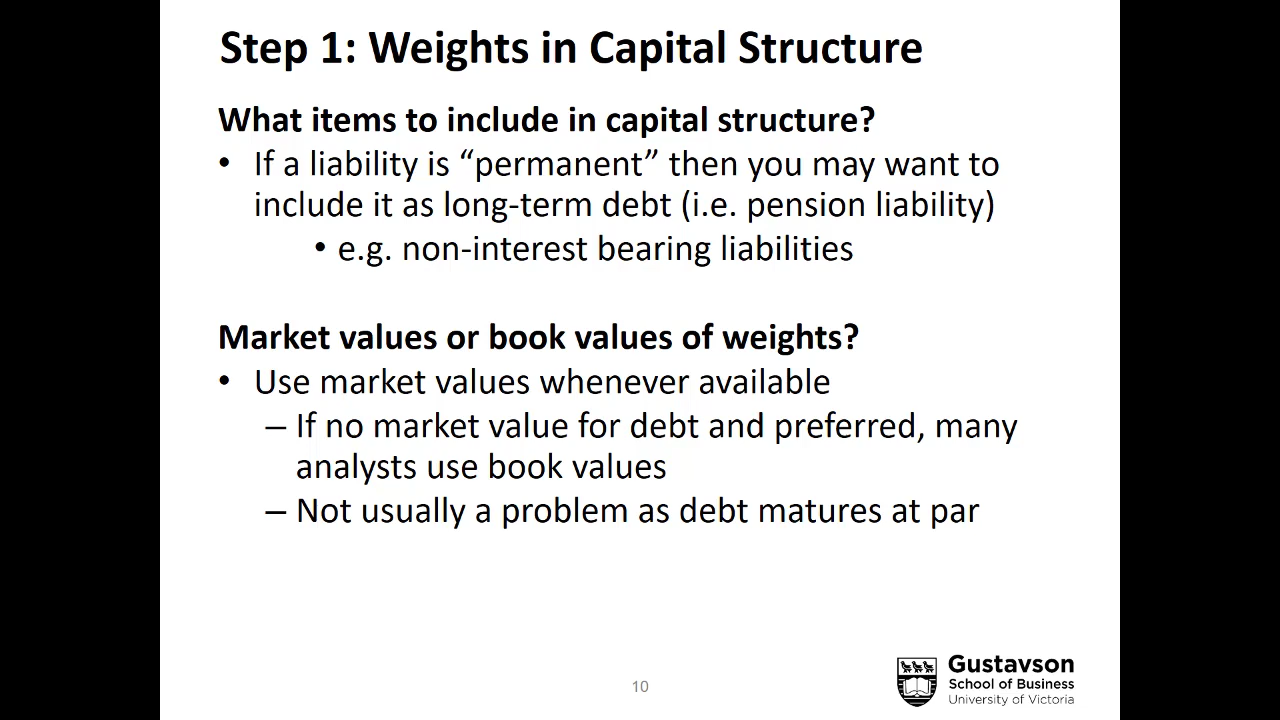 Step 1: Weights in Capital Structure
What items to include in capital structure?
• If a liability is “permanent” then you may want to
include it as long-term debt (i.e. pension liability)
• e.g. non-interest bearing liabilities
Market values or book values of weights?
• Use market values whenever available
– If no market value for debt and preferred, many
analysts use book values
– Not usually a problem as debt matures at par
10
Gustavson
School of Business
University of Victoria